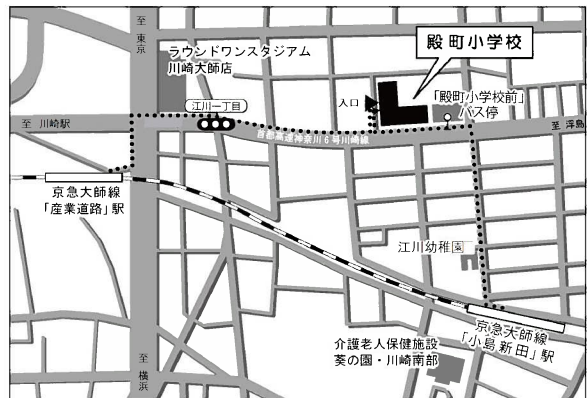 至
東
京
ラウンドワンスタジアム
川崎大師店
殿町小学校
江川一丁目
入口
「殿町小学校前」
バス停
至 川崎駅
首都高速神奈川6号川崎線
至 浮島
京急大師線
「産業道路」駅
江川幼稚園
京急大師線
「小島新田」駅
介護老人保健施設
葵の園・川崎南部
至
横
浜